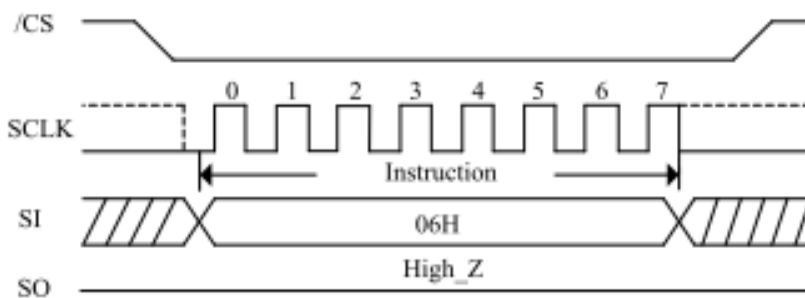 /CS
0 1 2 3 4 5 6 7
SCLK
Instruction
SI
06H
High_Z
SO